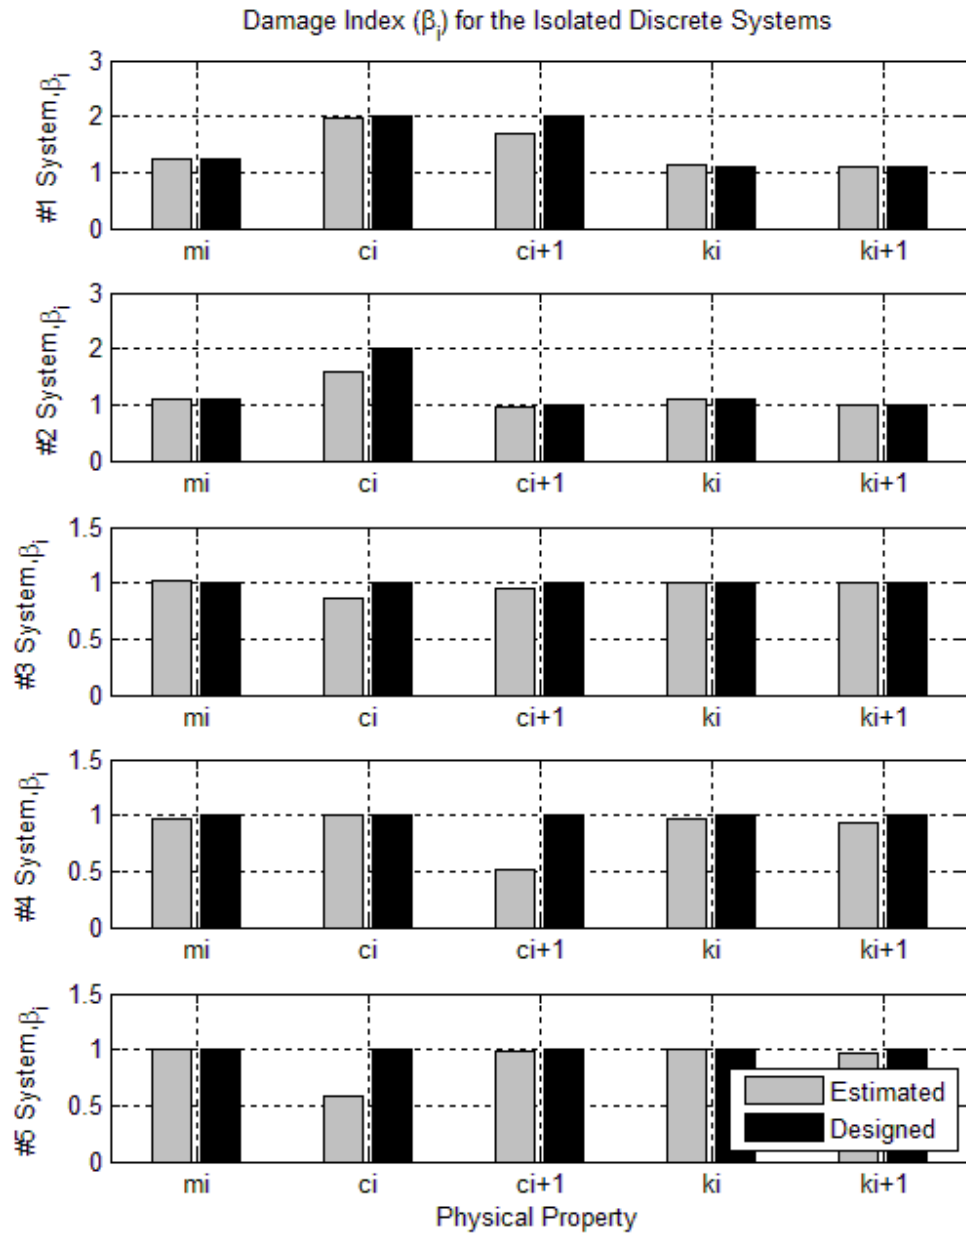 Damage Index (βi) for the Isolated Discrete Systems
#1 System,βi
3
2
1
0
mi ci ci+1 ki ki+1
#2 System,βi
3
2
1
0
mi ci ci+1 ki ki+1
#3 System,βi
1.5
1
0.5
0
mi ci ci+1 ki ki+1
#4 System,βi
1.5
1
0.5
0
mi ci ci+1 ki ki+1
#5 System,βi
1.5
1
0.5
0
Estimated
Designed
mi ci ci+1 ki ki+1
Physical Property